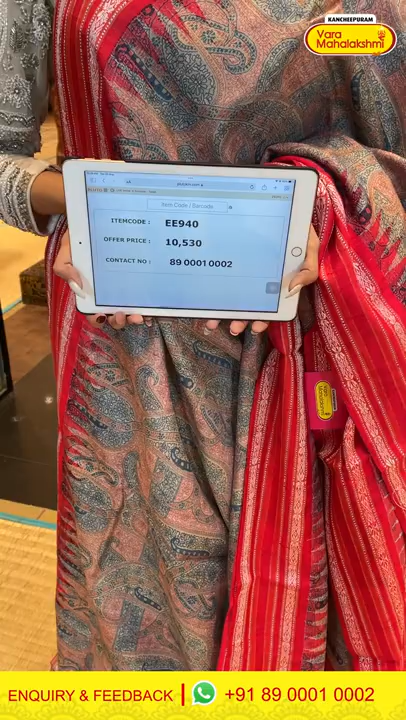 KANCHEEPURAM
Vara
Mahalakshmi
Item Code / Barcode
ITEMCODE : EE940
OFFER PRICE : 10,530
CONTACT NO : 89 0001 0002
ENQUIRY & FEEDBACK | +91 89 0001 0002